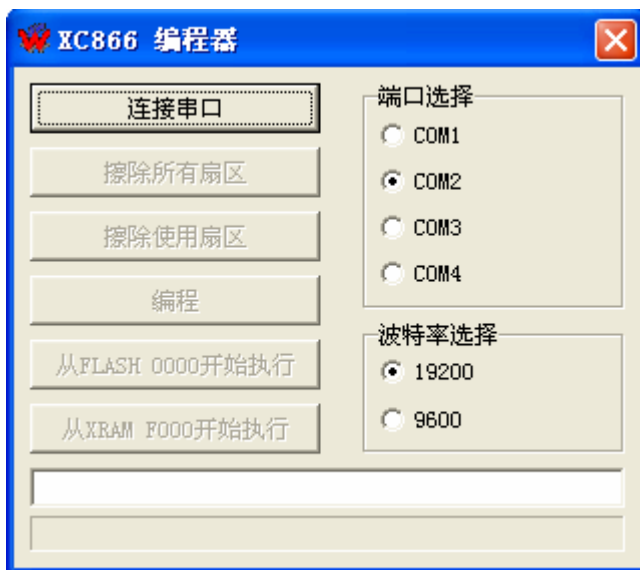 XC866 编程器
连接串口
擦除所有扇区
擦除使用扇区
编程
从FLASH 0000开始执行
从XRAM F000开始执行
端口选择
COM1
COM2
COM3
COM4
波特率选择
19200
9600